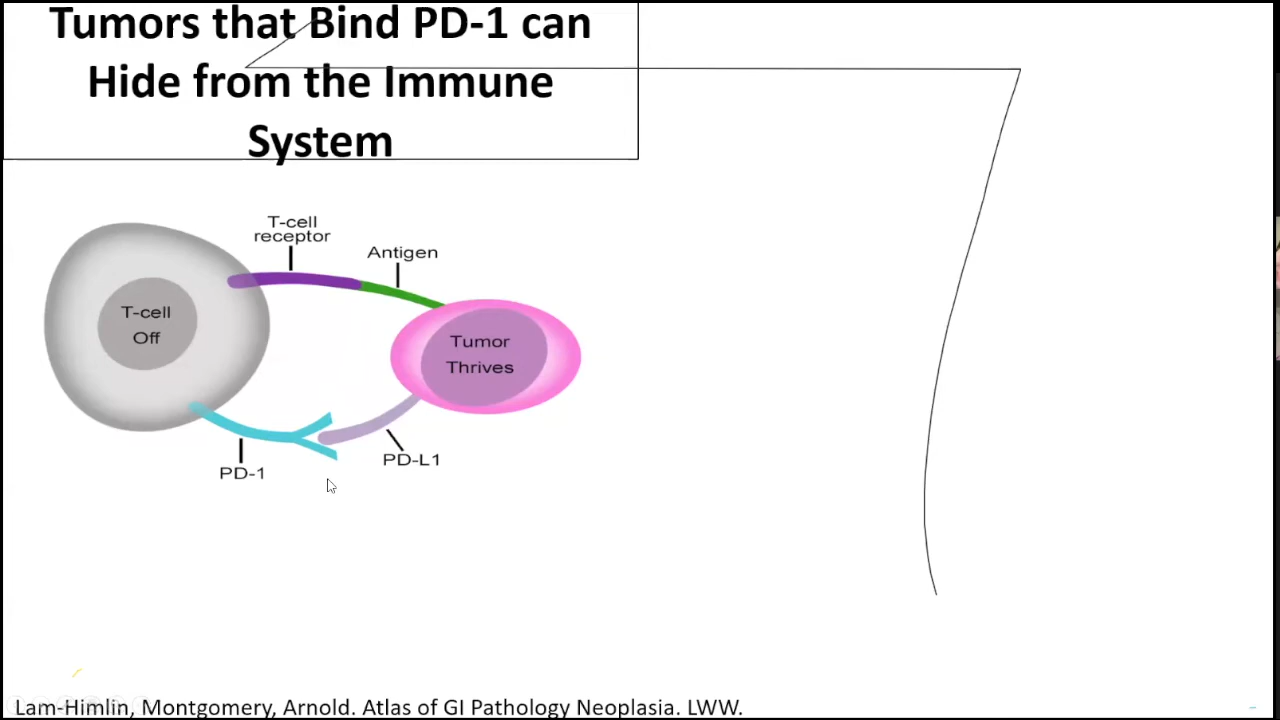 Tumors that Bind PD-1 can
Hide from the Immune
System
T-cell
receptor
Antigen
T-cell
Off
Tumor
Thrives
PD-1
PD-L1
Lam-Himlin, Montgomery, Arnold. Atlas of GI Pathology Neoplasia. LWW.